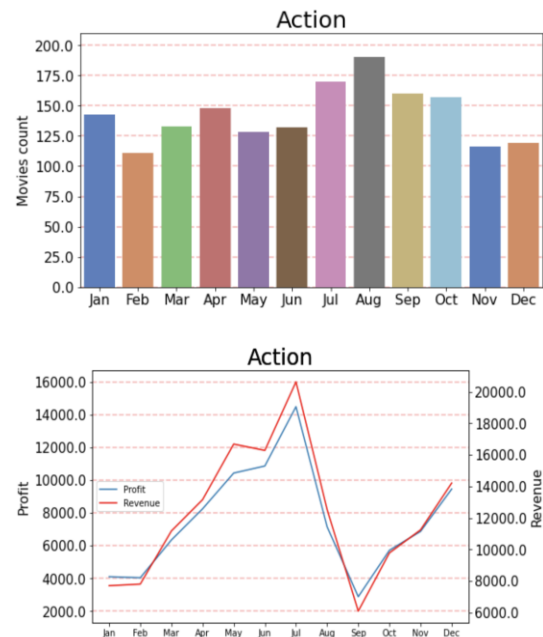 Action
Movies count
200.0
175.0
150.0
125.0
100.0
75.0
50.0
25.0
0.0
Jan Feb Mar Apr May Jun Jul Aug Sep Oct Nov Dec
Action
Profit
16000.0
14000.0
12000.0
10000.0
8000.0
6000.0
4000.0
2000.0
Profit
Revenue
20000.0
18000.0
16000.0
14000.0
12000.0
10000.0
8000.0
6000.0
Revenue
Jan Feb Mar Apr May Jun Jul Aug Sep Oct Nov Dec